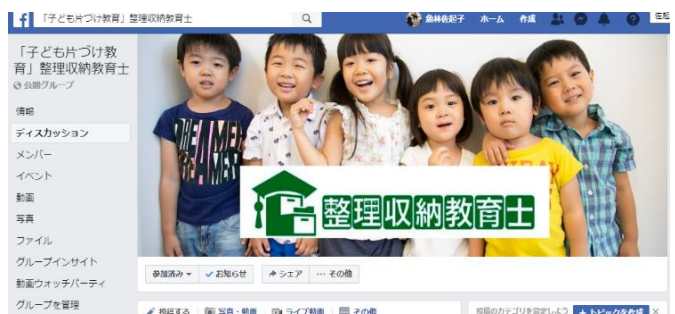 「子ども片づけ教育」整理収納教育士
ホーム
作成
「子ども片づけ教
育」整理収納教育士
公開グループ
情報
ディスカッション
メンバー
イベント
動画
写真
ファイル
グループインサイト
動画ウォッチパーティ
グループを管理
DREAMER
整理収納教育士
参加済み
お知らせ
シェア
その他
投稿する
写真・動画
ライブ動画
その他
投稿のカテゴリを設定しよう
+ トピックを作成